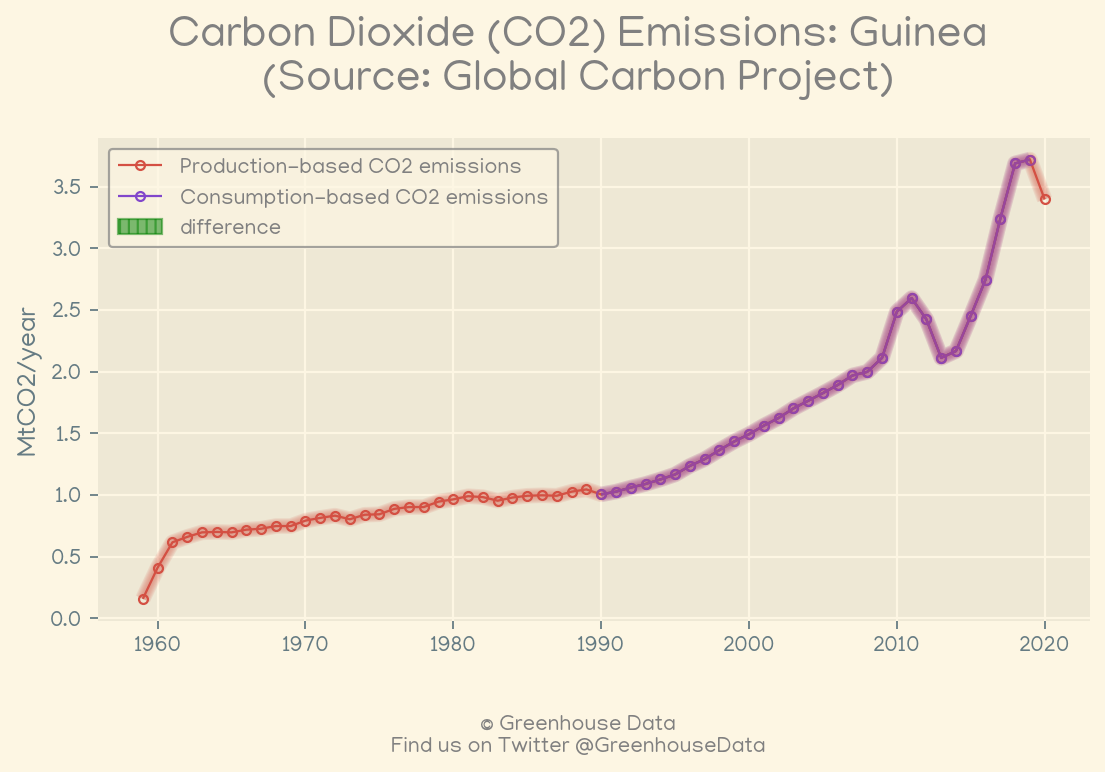 Carbon Dioxide (CO2) Emissions: Guinea
(Source: Global Carbon Project)
Production-based CO2 emissions
Consumption-based CO2 emissions
difference
MtCO2/year
3.5
3.0
2.5
2.0
1.5
1.0
0.5
0.0
1960 1970 1980 1990 2000 2010 2020
© Greenhouse Data
Find us on Twitter @GreenhouseData